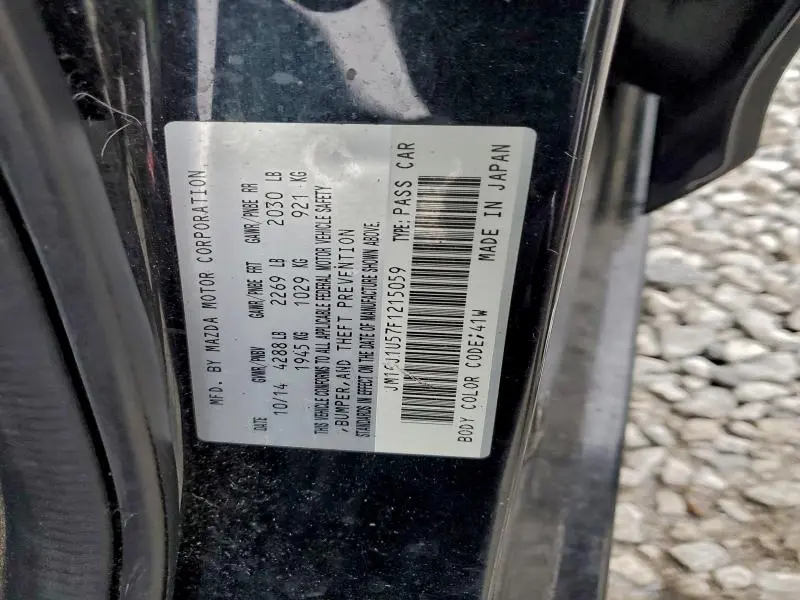 MFD. BY MAZDA MOTOR CORPORATION
DATE GVWR/PNBV GAWR/PNBE FRT GAWR/PNBE RR
10/14 4288 LB 2269 LB 2030 LB
1945 KG 1029 KG 921 KG
THIS VEHICLE CONFORMS TO ALL APPLICABLE FEDERAL MOTOR VEHICLE SAFETY
,BUMPER,AND THEFT PREVENTION
STANDARDS IN EFFECT ON THE DATE OF MANUFACTURE SHOWN ABOVE.
JM1GJ1U57F1215059 TYPE:PASS CAR
BODY COLOR CODE:41W MADE IN JAPAN